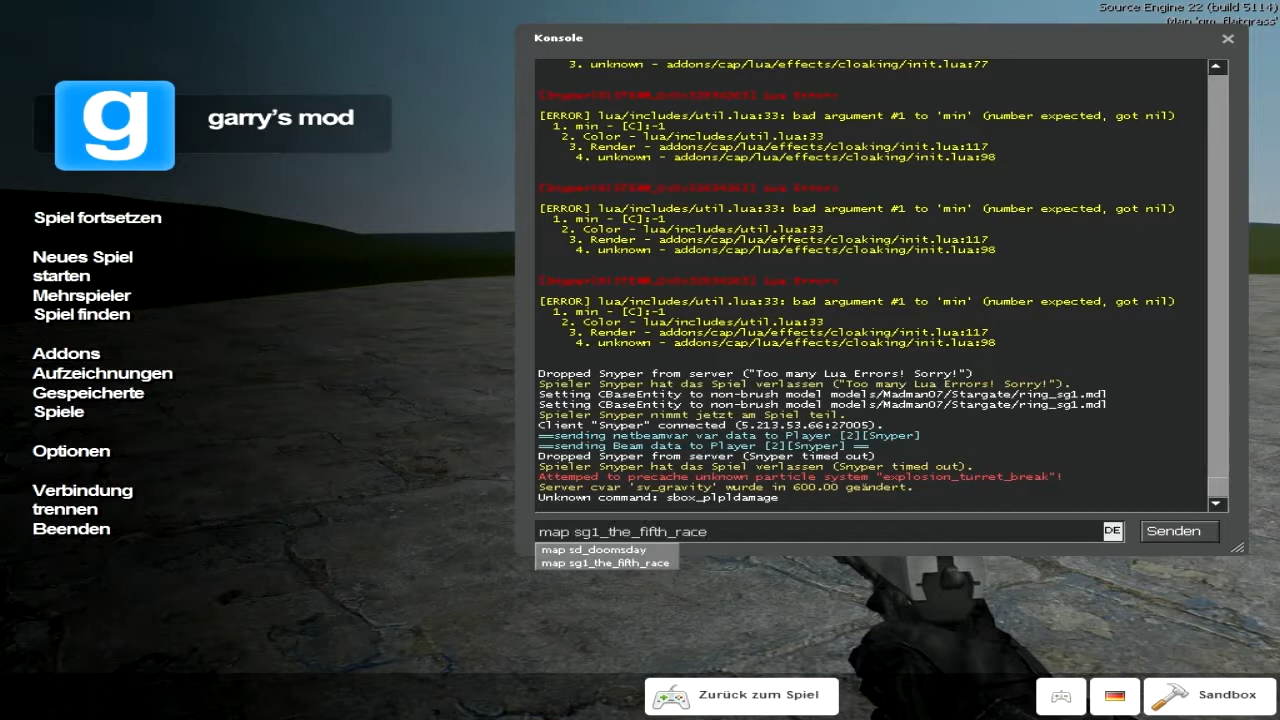 Source Engine 22 (build 5114)
Map 'gm_flatgrass'
Konsole
g
garry's mod
Spiel fortsetzen
Neues Spiel
starten
Mehrspieler
Spiel finden
Addons
Aufzeichnungen
Gespeicherte
Spiele
Optionen
Verbindung
trennen
Beenden
3. unknown - addons/cap/lua/effects/cloaking/init.lua:77
Lua Error:
[ERROR] lua/includes/util.lua:33: bad argument #1 to 'min' (number expected, got nil)
1. min - [C]:-1
2. Color - lua/includes/util.lua:33
3. Render - addons/cap/lua/effects/cloaking/init.lua:117
4. unknown - addons/cap/lua/effects/cloaking/init.lua:98
Lua Error:
[ERROR] lua/includes/util.lua:33: bad argument #1 to 'min' (number expected, got nil)
1. min - [C]:-1
2. Color - lua/includes/util.lua:33
3. Render - addons/cap/lua/effects/cloaking/init.lua:117
4. unknown - addons/cap/lua/effects/cloaking/init.lua:98
Lua Error:
[ERROR] lua/includes/util.lua:33: bad argument #1 to 'min' (number expected, got nil)
1. min - [C]:-1
2. Color - lua/includes/util.lua:33
3. Render - addons/cap/lua/effects/cloaking/init.lua:117
4. unknown - addons/cap/lua/effects/cloaking/init.lua:98
Dropped Snyper from server ("Too many Lua Errors! Sorry!")
Spieler Snyper hat das Spiel verlassen ("Too many Lua Errors! Sorry!").
Setting CBaseEntity to non-brush model models/Madman07/Stargate/ring_sg1.mdl
Setting CBaseEntity to non-brush model models/Madman07/Stargate/ring_sg1.mdl
Spieler Snyper nimmt jetzt am Spiel teil.
Client "Snyper" connected (5.213.53.66:27005).
==sending netbeamvar var data to Player [2][Snyper]
==sending Beam data to Player [2][Snyper] ==
Dropped Snyper from server (Snyper timed out)
Spieler Snyper hat das Spiel verlassen (Snyper timed out).
Attemped to precache unknown particle system "explosion_turret_break"!
Server cvar 'sv_gravity' wurde in 600.00 geändert.
Unknown command: sbox_plpldamage
map sg1_the_fifth_race
DE
Senden
map sd_doomsday
map sg1_the_fifth_race
Zurück zum Spiel
Sandbox